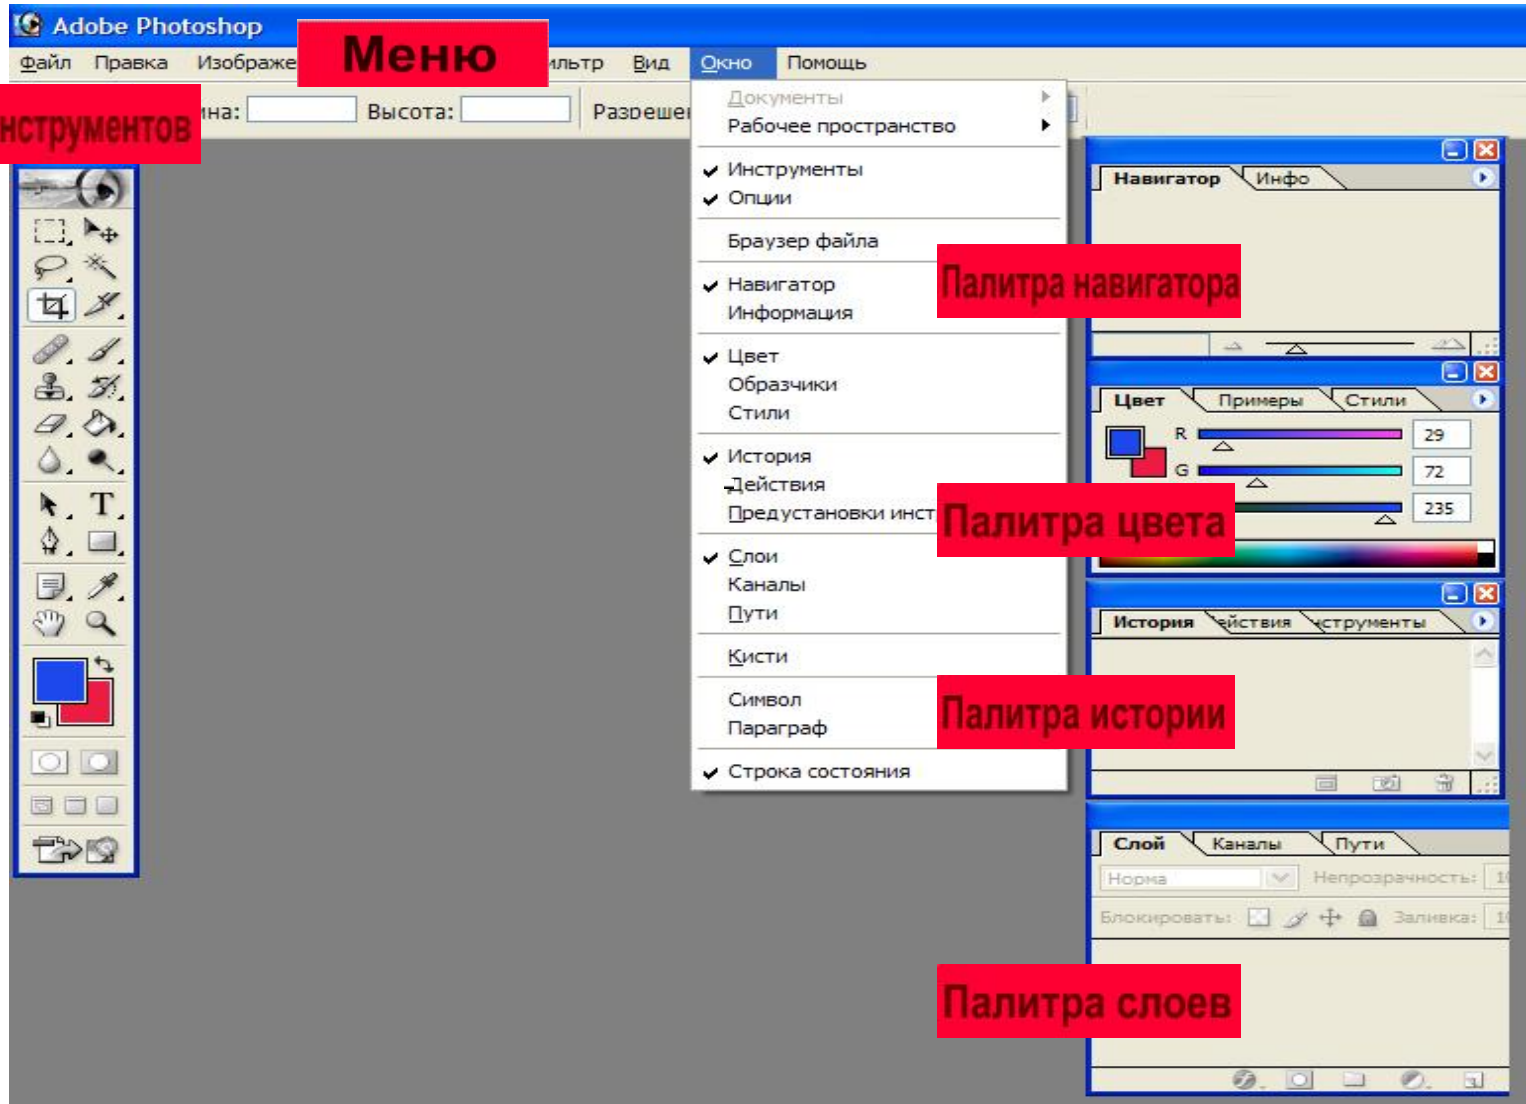 Adobe Photoshop
Файл Правка Изображе Меню льтр Вид Окно Помощь
нструментов ина: Высота: Разреше
Документы
Рабочее пространство
Инструменты
Опции
Браузер файла
Навигатор
Информация
Цвет
Образчики
Стили
История
Действия
Предустановки инст
Слои
Каналы
Пути
Кисти
Символ
Параграф
Строка состояния
T
Навигатор Инфо
Палитра навигатора
Цвет Примеры Стили
R 29
G 72
235
Палитра цвета
История ействия струменты
Палитра истории
Слой Каналы Пути
Норма Непрозрачность: 10
Блокировать: Заливка: 10
Палитра слоев